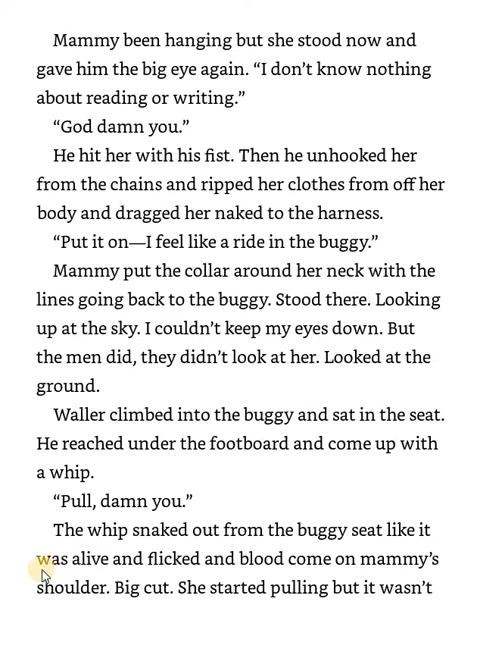 Mammy been hanging but she stood now and
gave him the big eye again. “I don’t know nothing
about reading or writing.”
“God damn you.”
He hit her with his fist. Then he unhooked her
from the chains and ripped her clothes from off her
body and dragged her naked to the harness.
“Put it on—I feel like a ride in the buggy.”
Mammy put the collar around her neck with the
lines going back to the buggy. Stood there. Looking
up at the sky. I couldn’t keep my eyes down. But
the men did, they didn’t look at her. Looked at the
ground.
Waller climbed into the buggy and sat in the seat.
He reached under the footboard and come up with
a whip.
“Pull, damn you.”
The whip snaked out from the buggy seat like it
was alive and flicked and blood come on mammy’s
shoulder. Big cut. She started pulling but it wasn’t